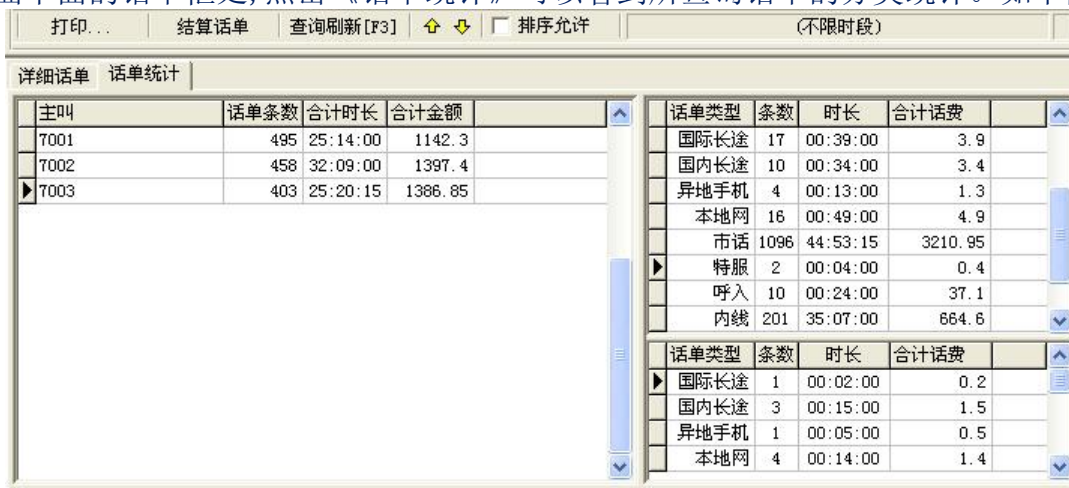 打印... 结算话单 查询刷新[F3] 排序允许 (不限时段)
详细话单 话单统计
主叫 话单条数 合计时长 合计金额
7001 495 25:14:00 1142.3
7002 458 32:09:00 1397.4
7003 403 25:20:15 1386.85
话单类型 条数 时长 合计话费
国际长途 17 00:39:00 3.9
国内长途 10 00:34:00 3.4
异地手机 4 00:13:00 1.3
本地网 16 00:49:00 4.9
市话 1096 44:53:15 3210.95
特服 2 00:04:00 0.4
呼入 10 00:24:00 37.1
内线 201 35:07:00 664.6
话单类型 条数 时长 合计话费
国际长途 1 00:02:00 0.2
国内长途 3 00:15:00 1.5
异地手机 1 00:05:00 0.5
本地网 4 00:14:00 1.4